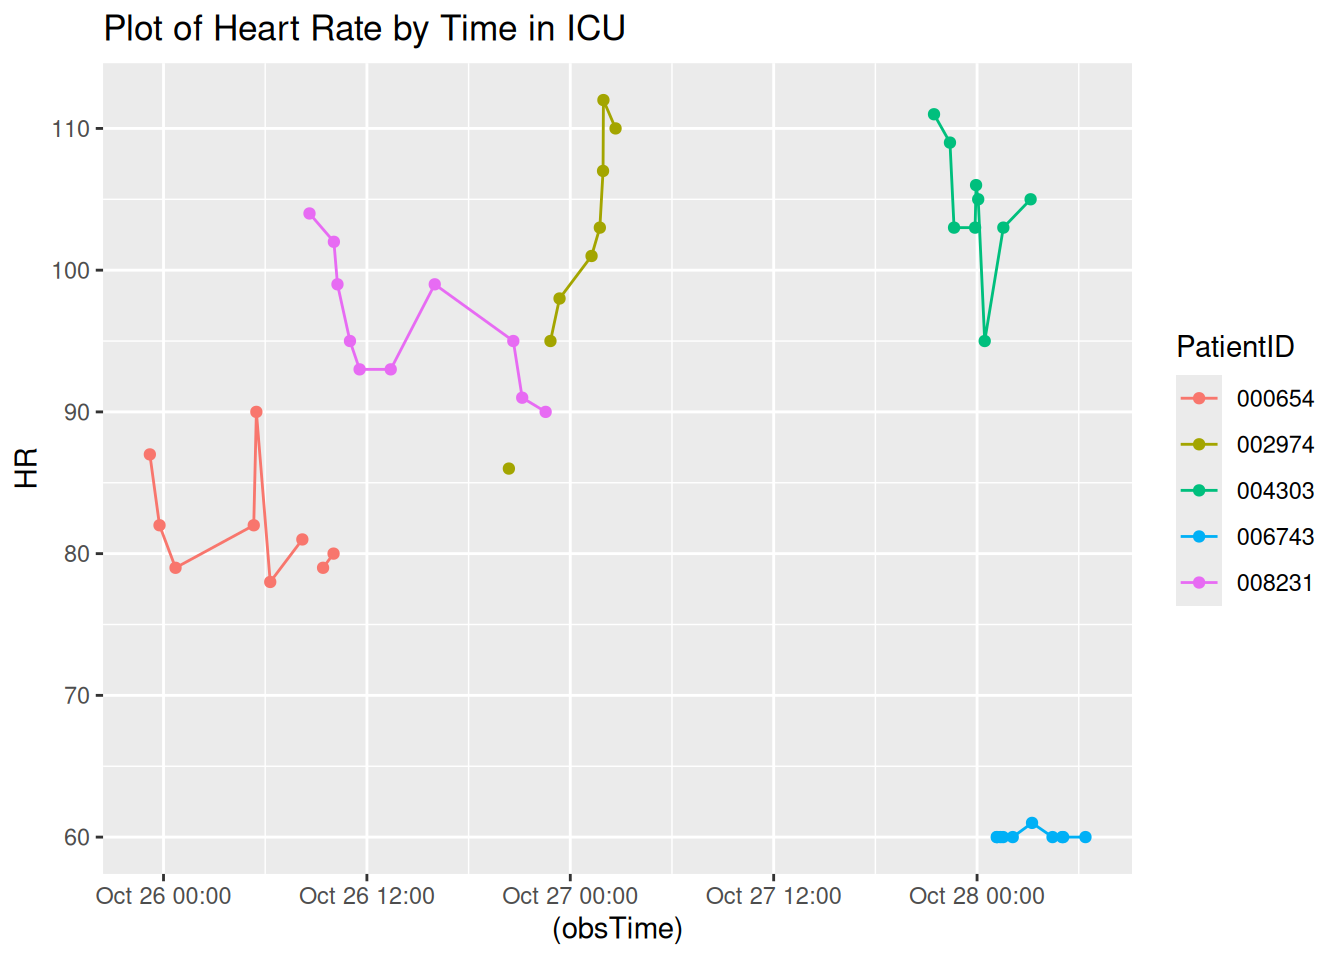 Plot of Heart Rate by Time in ICU
110
100
90
80
70
60
HR
Oct 26 00:00
Oct 26 12:00
Oct 27 00:00
Oct 27 12:00
Oct 28 00:00
(obsTime)
PatientID
000654
002974
004303
006743
008231